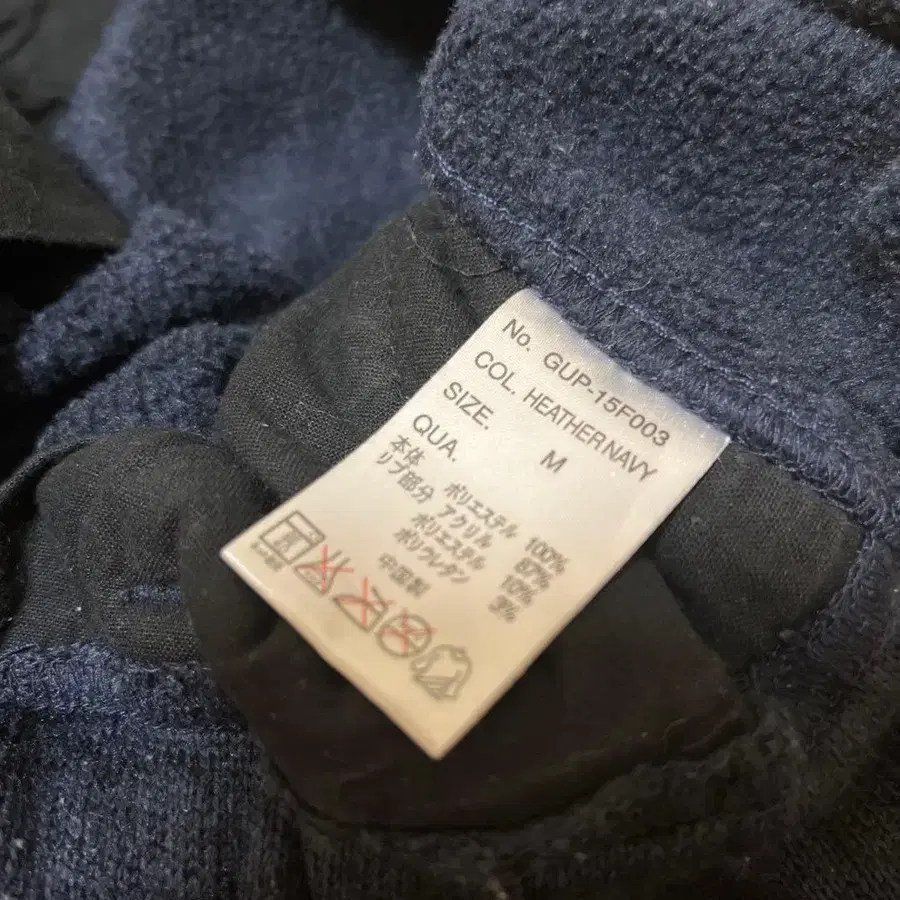 No. GUP-15F003
COL. HEATHER NAVY
SIZE. M
QUA.
本体 ポリエステル 100%
リブ部分 アクリル 87%
ポリエステル 10%
ポリウレタン 3%
中国製